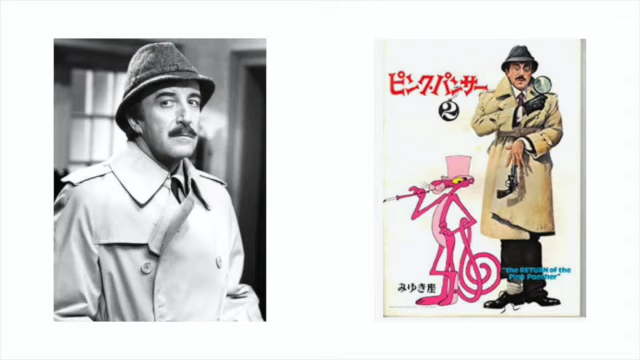 ピンク・パンサー
2
"the RETURN of the
Pink Panther"
みゆき座